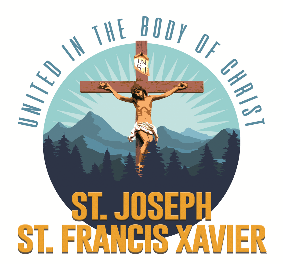 UNITED IN THE BODY OF CHRIST
ST. JOSEPH
ST. FRANCIS XAVIER